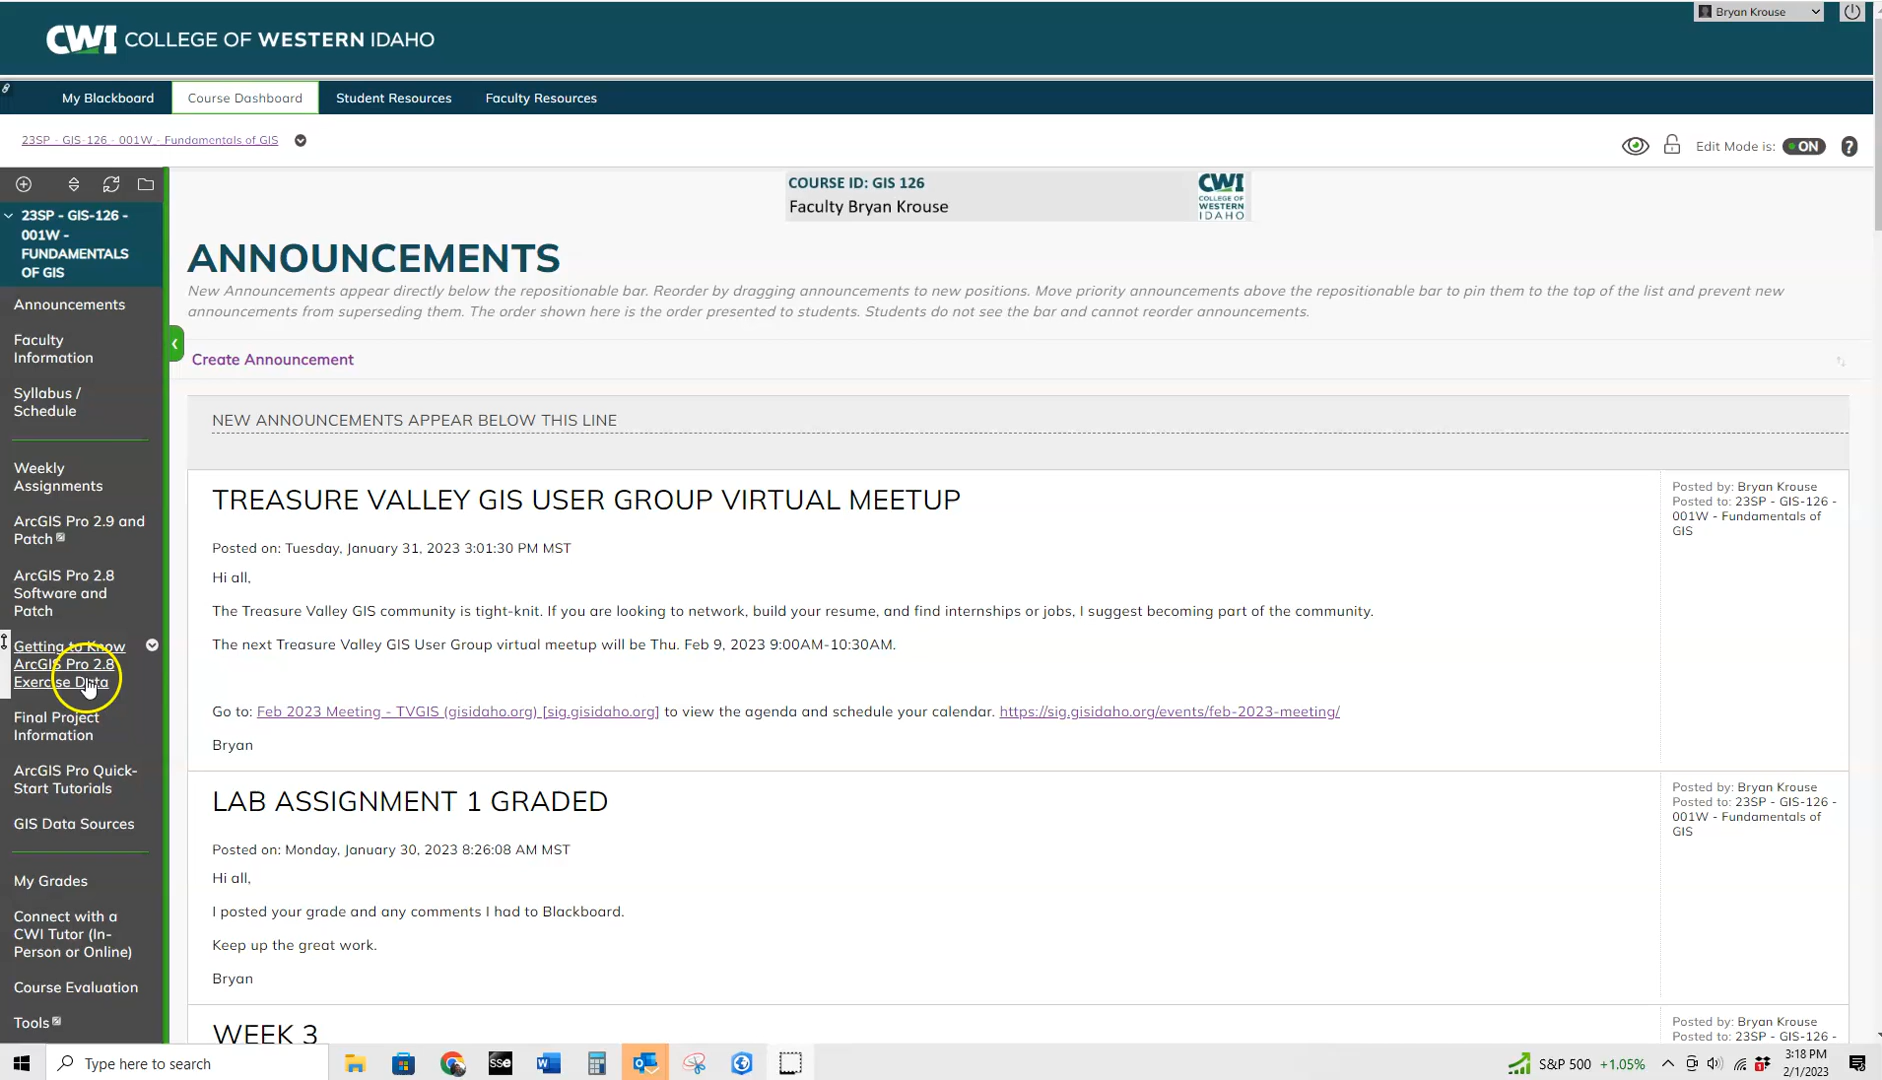 Bryan Krouse
CWI COLLEGE OF WESTERN IDAHO
My Blackboard
Course Dashboard
Student Resources
Faculty Resources
23SP - GIS-126 - 001W - Fundamentals of GIS
Edit Mode is:
ON
?
COURSE ID: GIS 126
Faculty Bryan Krouse
CWI
COLLEGE OF
WESTERN
IDAHO
23SP - GIS-126 -
001W -
FUNDAMENTALS
OF GIS
Announcements
Faculty
Information
Syllabus /
Schedule
Weekly
Assignments
ArcGIS Pro 2.9 and
Patch
ArcGIS Pro 2.8
Software and
Patch
Getting to Know
ArcGIS Pro 2.8
Exercise Data
Final Project
Information
ArcGIS Pro Quick-
Start Tutorials
GIS Data Sources
My Grades
Connect with a
CWI Tutor (In-
Person or Online)
Course Evaluation
Tools
ANNOUNCEMENTS
New Announcements appear directly below the repositionable bar. Reorder by dragging announcements to new positions. Move priority announcements above the repositionable bar to pin them to the top of the list and prevent new
announcements from superseding them. The order shown here is the order presented to students. Students do not see the bar and cannot reorder announcements.
Create Announcement
NEW ANNOUNCEMENTS APPEAR BELOW THIS LINE
TREASURE VALLEY GIS USER GROUP VIRTUAL MEETUP
Posted on: Tuesday, January 31, 2023 3:01:30 PM MST
Hi all,
The Treasure Valley GIS community is tight-knit. If you are looking to network, build your resume, and find internships or jobs, I suggest becoming part of the community.
The next Treasure Valley GIS User Group virtual meetup will be Thu. Feb 9, 2023 9:00AM-10:30AM.
Go to: Feb 2023 Meeting - TVGIS (gisidaho.org) [sig.gisidaho.org] to view the agenda and schedule your calendar. https://sig.gisidaho.org/events/feb-2023-meeting/
Bryan
Posted by: Bryan Krouse
Posted to: 23SP - GIS-126 -
001W - Fundamentals of
GIS
LAB ASSIGNMENT 1 GRADED
Posted on: Monday, January 30, 2023 8:26:08 AM MST
Hi all,
I posted your grade and any comments I had to Blackboard.
Keep up the great work.
Bryan
Posted by: Bryan Krouse
Posted to: 23SP - GIS-126 -
001W - Fundamentals of
GIS
WEEK 3
Posted by: Bryan Krouse
Posted to: 23SP - GIS-126 -
Type here to search
sse
W
S&P 500 +1.05%
3:18 PM
2/1/2023